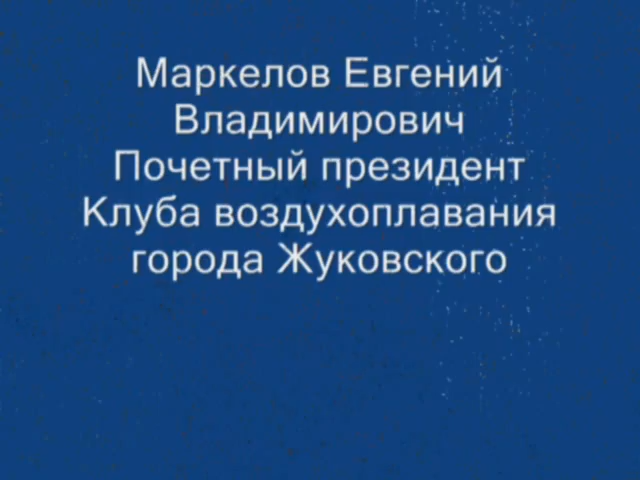 Маркелов Евгений
Владимирович
Почетный президент
Клуба воздухоплавания
города Жуковского